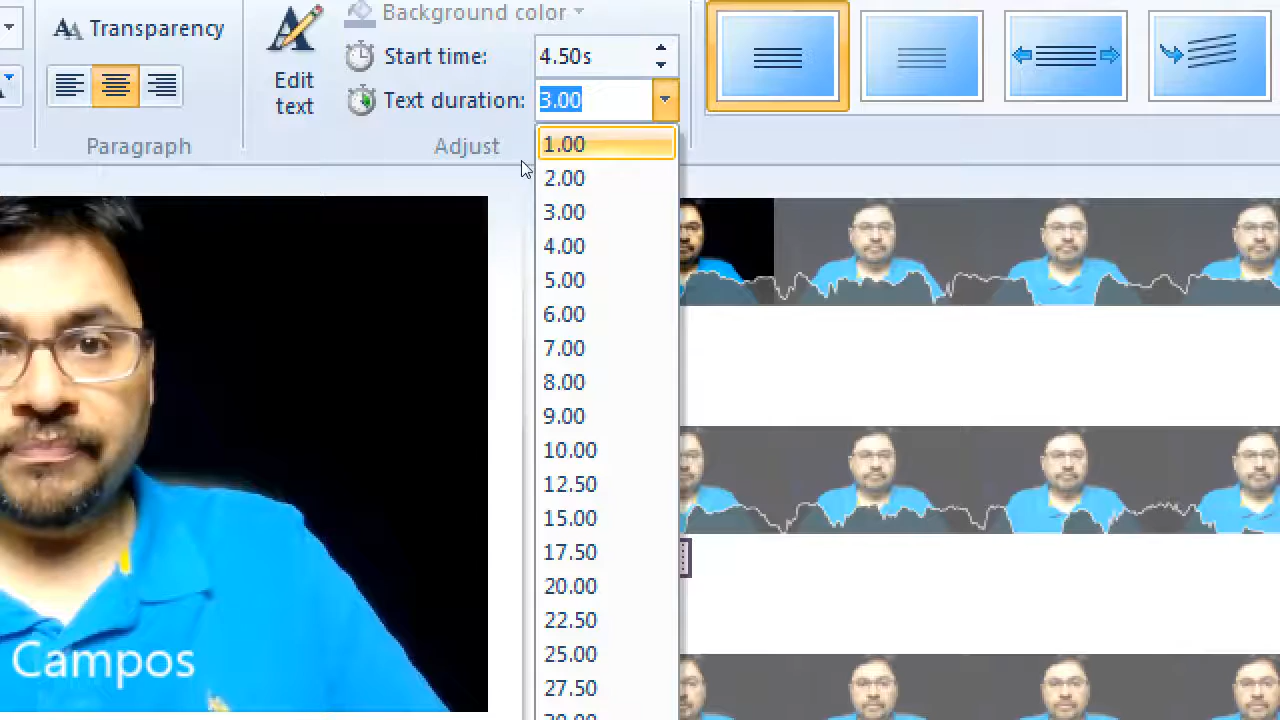 Background color
Transparency
Start time:
4.50s
Edit
text
Text duration:
3.00
Paragraph
Adjust
1.00
2.00
3.00
4.00
5.00
6.00
7.00
8.00
9.00
10.00
12.50
15.00
17.50
20.00
22.50
25.00
27.50
30.00
Campos